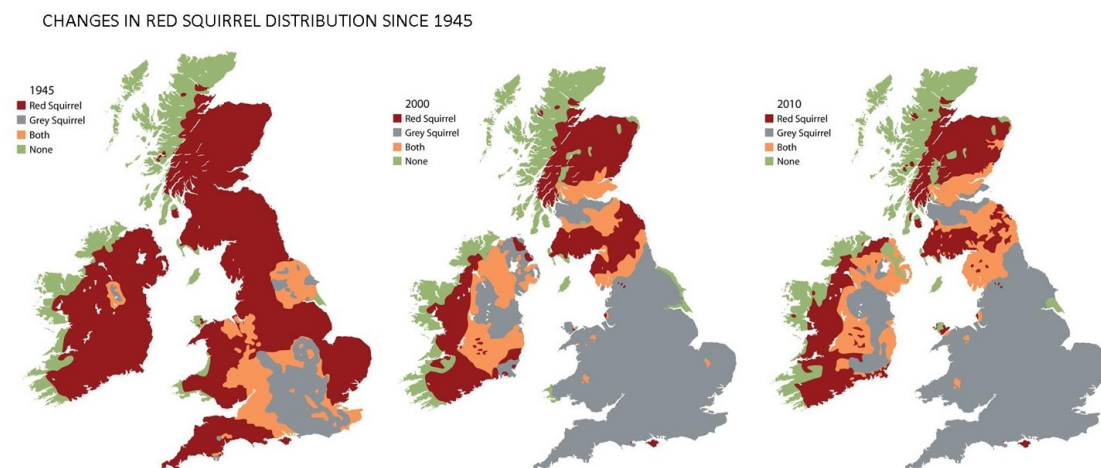 CHANGES IN RED SQUIRREL DISTRIBUTION SINCE 1945
1945
Red Squirrel
Grey Squirrel
Both
None
2000
Red Squirrel
Grey Squirrel
Both
None
2010
Red Squirrel
Grey Squirrel
Both
None